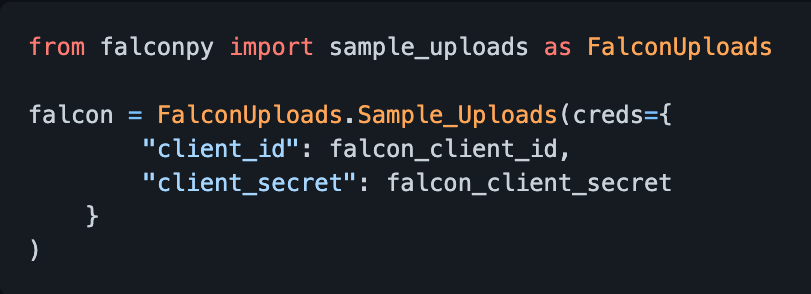 from falconpy import sample_uploads as FalconUploads

falcon = FalconUploads.Sample_Uploads(creds={
        "client_id": falcon_client_id,
        "client_secret": falcon_client_secret
    }
)